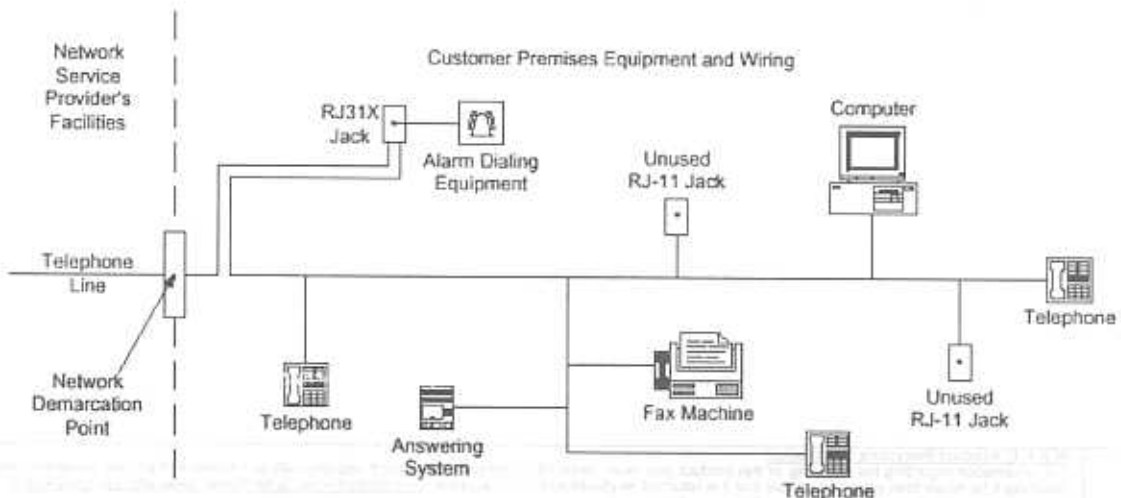 Network
Service
Provider's
Facilities
Customer Premises Equipment and Wiring
RJ31X
Jack
Alarm Dialing
Equipment
Unused
RJ-11 Jack
Computer
Telephone
Line
Telephone
Network
Demarcation
Point
Telephone
Answering
System
Fax Machine
Unused
RJ-11 Jack
Telephone